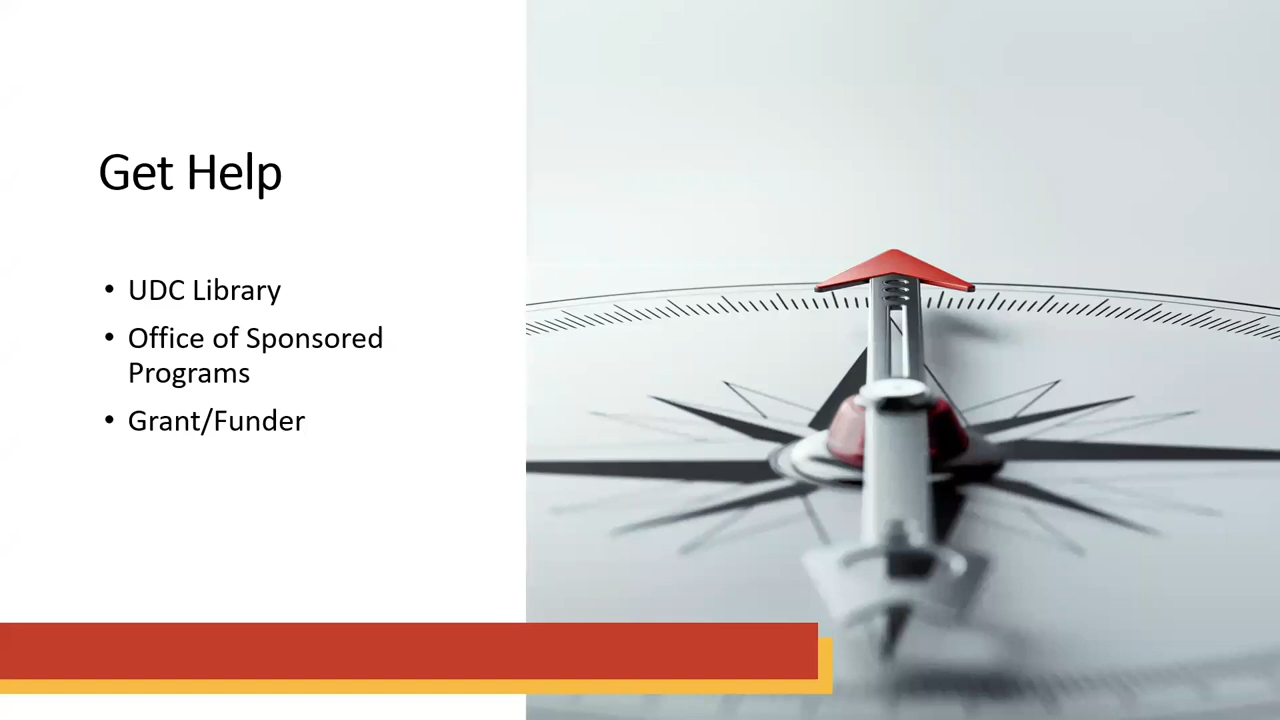 Get Help
• UDC Library
• Office of Sponsored
Programs
• Grant/Funder